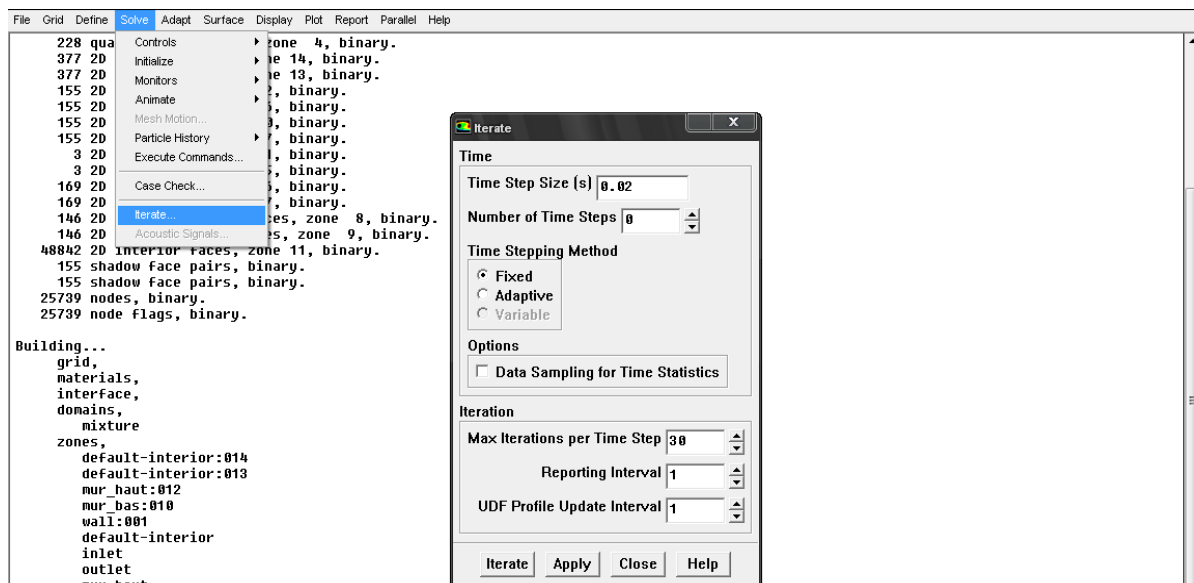 File Grid Define Solve Adapt Surface Display Plot Report Parallel Help
228 qua zone 4, binary.
377 2D ne 14, binary.
377 2D ne 13, binary.
155 2D 2, binary.
155 2D , binary.
155 2D , binary.
155 2D 7, binary.
3 2D , binary.
3 2D , binary.
169 2D , binary.
169 2D 7, binary.
146 2D ces, zone 8, binary.
146 2D es, zone 9, binary.
48842 2D interior faces, zone 11, binary.
155 shadow face pairs, binary.
155 shadow face pairs, binary.
25739 nodes, binary.
25739 node flags, binary.
Building...
grid,
materials,
interface,
domains,
mixture
zones,
default-interior:014
default-interior:013
mur_haut:012
mur_bas:010
wall:001
default-interior
inlet
outlet
Controls
Initialize
Monitors
Animate
Mesh Motion...
Particle History
Execute Commands...
Case Check...
Iterate...
Acoustic Signals...
Iterate
Time
Time Step Size (s) 0.02
Number of Time Steps 0
Time Stepping Method
Fixed
Adaptive
Variable
Options
Data Sampling for Time Statistics
Iteration
Max Iterations per Time Step 30
Reporting Interval 1
UDF Profile Update Interval 1
Iterate Apply Close Help